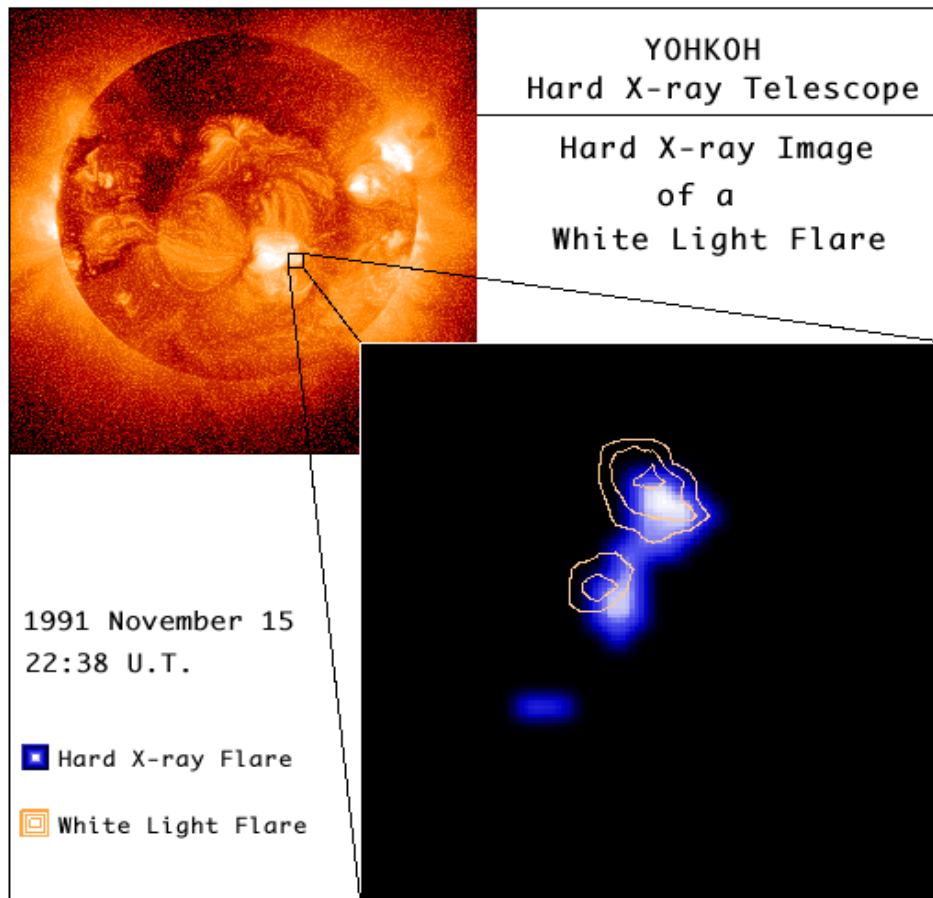 YOHKOH
Hard X-ray Telescope
Hard X-ray Image
of a
White Light Flare
1991 November 15
22:38 U.T.
Hard X-ray Flare
White Light Flare